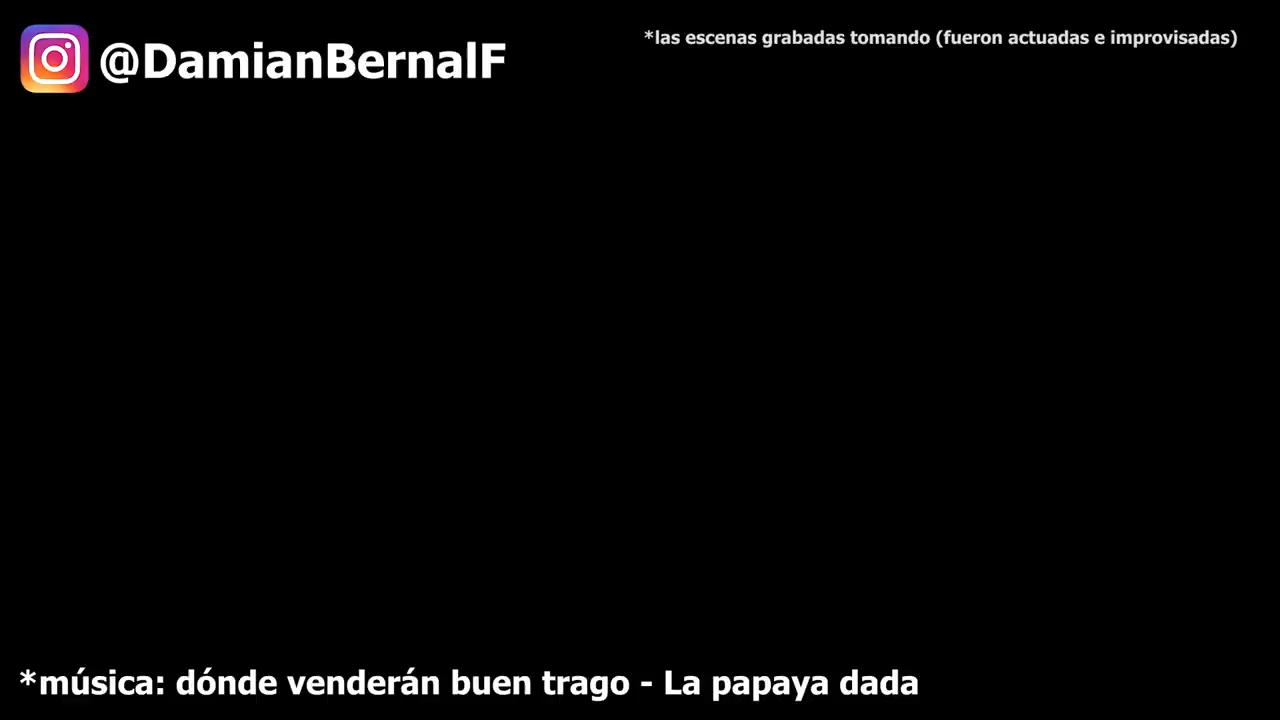 @DamianBernalF
*las escenas grabadas tomando (fueron actuadas e improvisadas)
*música: dónde venderán buen trago - La papaya dada